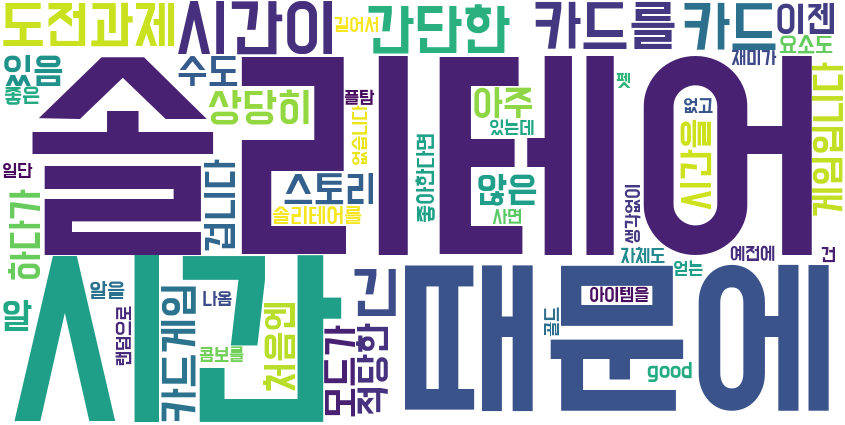 도전과제
시간이
길어서
간단한
카드를
카드
이젠
요소도
재미가
있음
좋은
수도
상당히
플탐
아주
있는데
펫
없고
솔리테어
없습니다
좋아한다면
시간을
게임입니다
일단
스토리
않은
사면
솔리테어를
하다가
겁니다
생각없이
자체도
예전에
건
얻는
시간
때문에
알
알을
나옴
카드게임
랜덤으로
콤보를
처음엔
모드가
긴
적당한
아이템을
골드
good